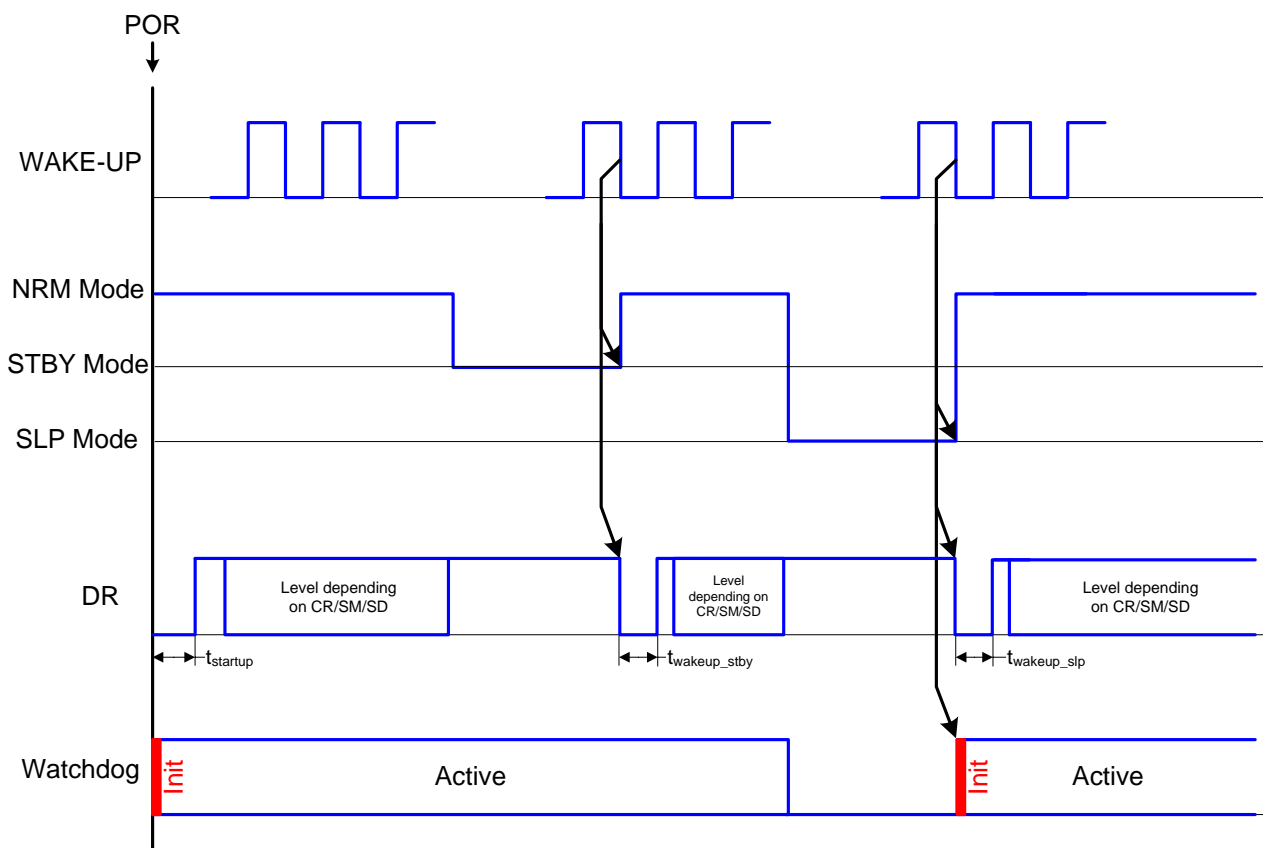 POR
WAKE-UP
NRM Mode
STBY Mode
SLP Mode
DR
Level depending
on CR/SM/SD
Level
depending on
CR/SM/SD
Level depending
on CR/SM/SD
tstartup
twakeup_stby
twakeup_slp
Watchdog
Init
Active
Init
Active